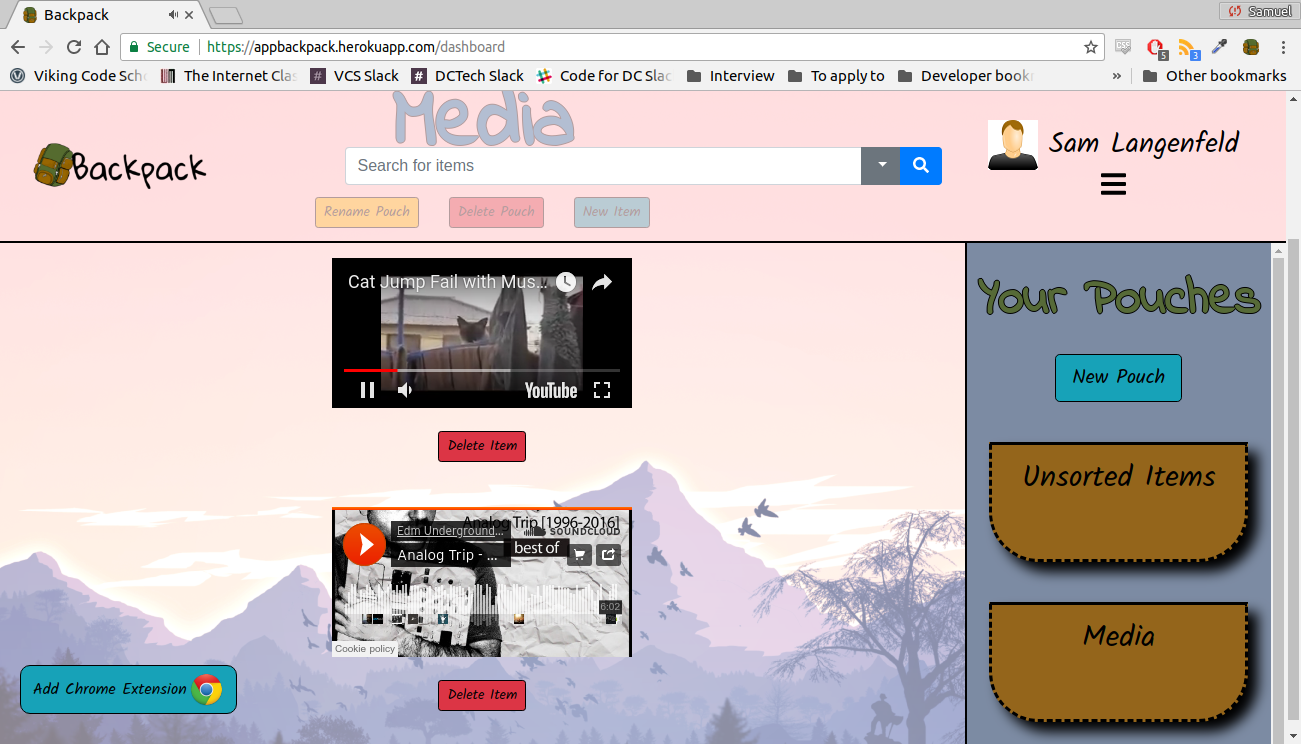 Backpack
Samuel
Secure https://appbackpack.herokuapp.com/dashboard
5
3
Viking Code Sch
The Internet Clas
VCS Slack
DCTech Slack
Code for DC Slac
Interview
To apply to
Developer book
»
Other bookmarks
Media
Backpack
Search for items
Sam Langenfeld
Rename Pouch
Delete Pouch
New Item
Cat Jump Fail with Mus...
YouTube
Delete Item
Analog Trip [1996-2016]
Edm Underground...
SOUNDCLOUD
Analog Trip - ...
best of
6:02
Cookie policy
Delete Item
Add Chrome Extension
Your Pouches
New Pouch
Unsorted Items
Media